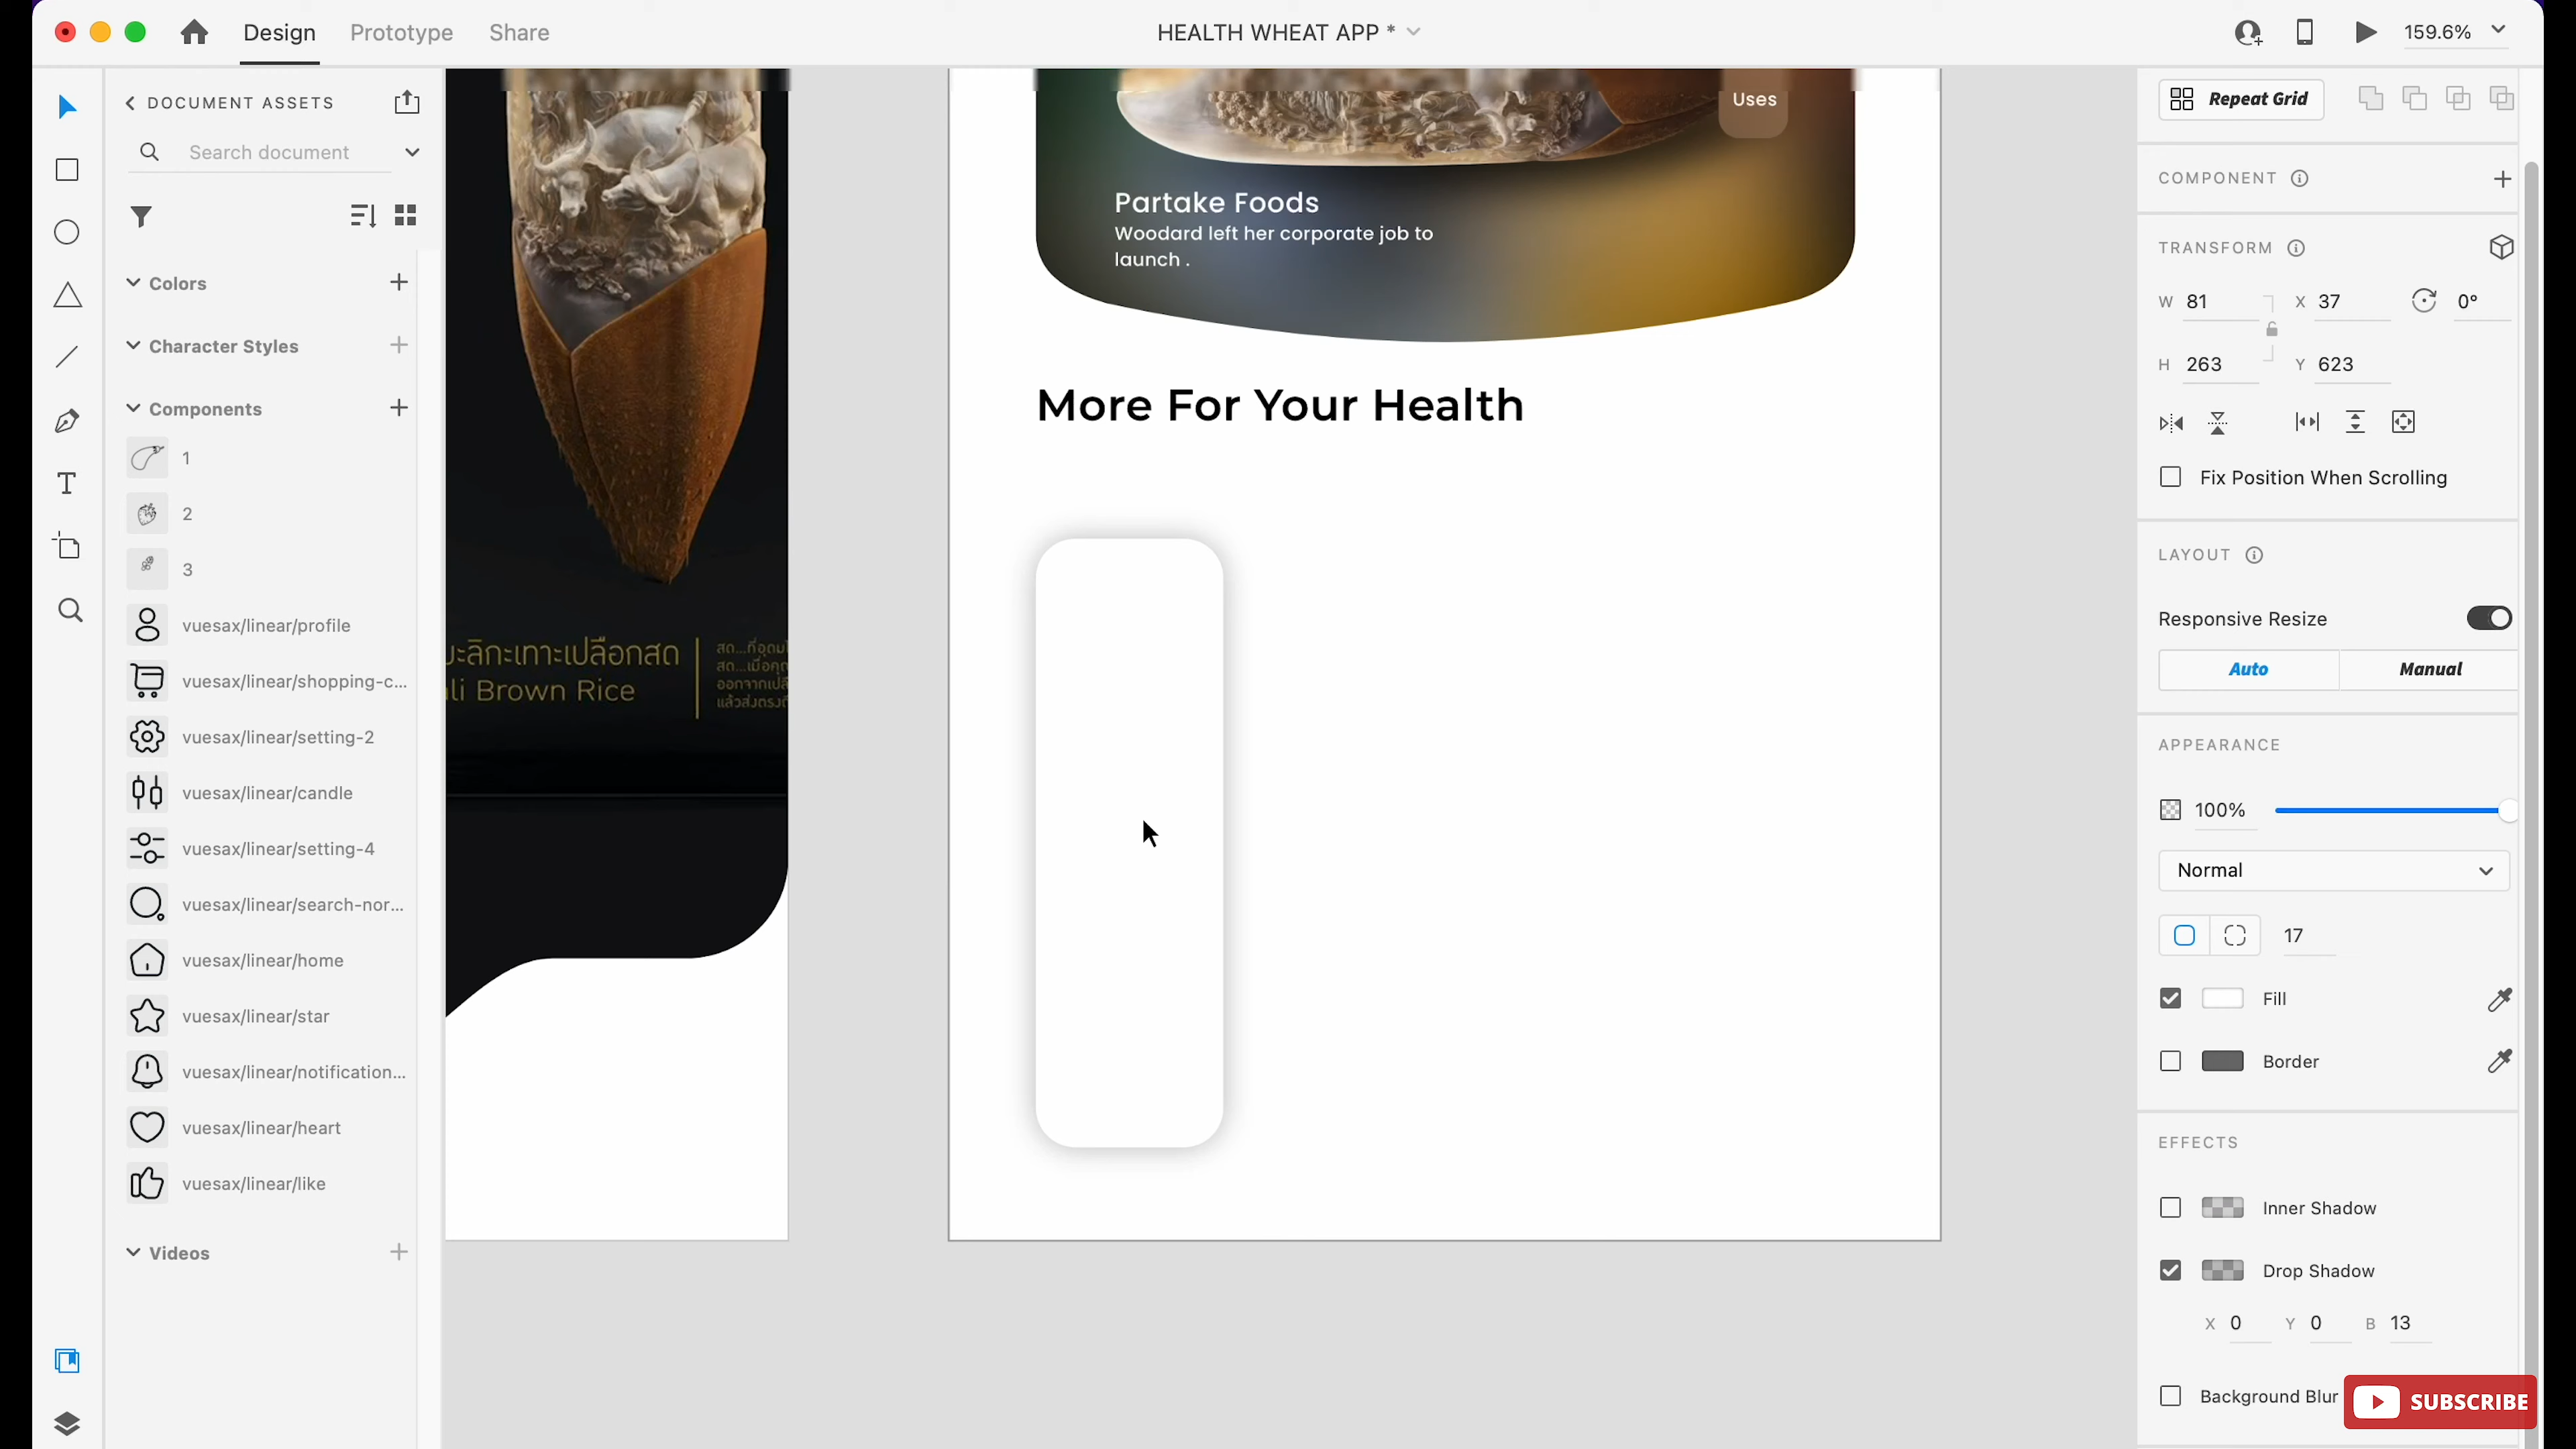 Design
Prototype
Share
HEALTH WHEAT APP *
159.6%
DOCUMENT ASSETS
Search document
Colors
Character Styles
Components
1
2
3
vuesax/linear/profile
vuesax/linear/shopping-c...
vuesax/linear/setting-2
vuesax/linear/candle
vuesax/linear/setting-4
vuesax/linear/search-nor...
vuesax/linear/home
vuesax/linear/star
vuesax/linear/notification...
vuesax/linear/heart
vuesax/linear/like
Videos
มะลิกะเทาะเปลือกสด
li Brown Rice
Uses
Partake Foods
Woodard left her corporate job to
launch .
More For Your Health
Repeat Grid
COMPONENT
TRANSFORM
W 81
X 37
0°
H 263
Y 623
Fix Position When Scrolling
LAYOUT
Responsive Resize
Auto
Manual
APPEARANCE
100%
Normal
17
Fill
Border
EFFECTS
Inner Shadow
Drop Shadow
X 0 Y 0 B 13
Background Blur
SUBSCRIBE